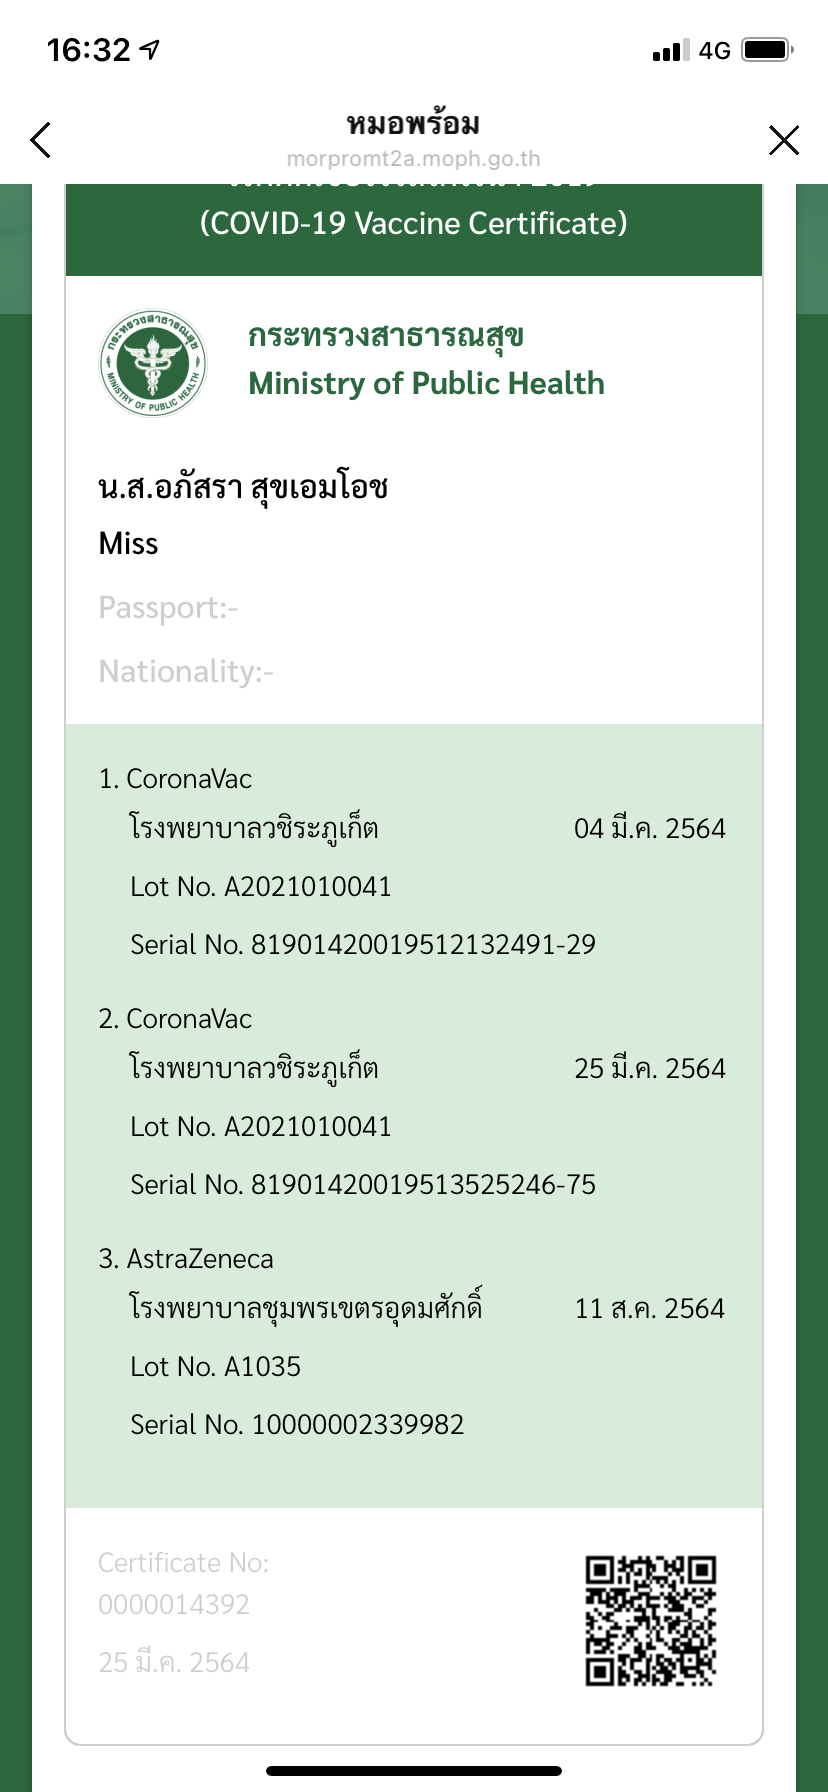 16:32
4G
หมอพร้อม
morpromt2a.moph.go.th
(COVID-19 Vaccine Certificate)
กระทรวงสาธารณสุข
MINISTRY OF PUBLIC HEALTH
กระทรวงสาธารณสุข
Ministry of Public Health
น.ส.อภัสรา สุขเอมโอช
Miss
Passport:-
Nationality:-
1. CoronaVac
โรงพยาบาลวชิระภูเก็ต 04 มี.ค. 2564
Lot No. A2021010041
Serial No. 81901420019512132491-29
2. CoronaVac
โรงพยาบาลวชิระภูเก็ต 25 มี.ค. 2564
Lot No. A2021010041
Serial No. 81901420019513525246-75
3. AstraZeneca
โรงพยาบาลชุมพรเขตรอุดมศักดิ์ 11 ส.ค. 2564
Lot No. A1035
Serial No. 10000002339982
Certificate No:
0000014392
25 มี.ค. 2564